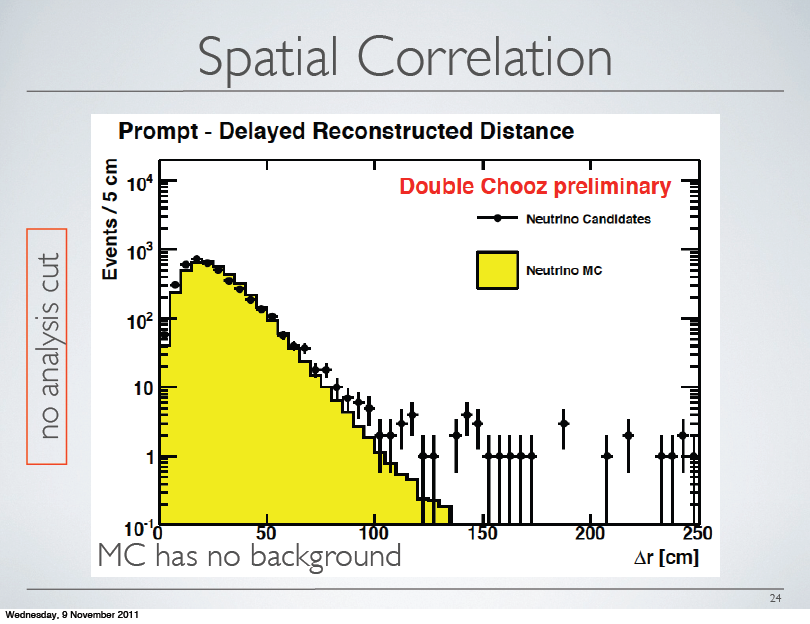 Spatial Correlation
no analysis cut
Prompt - Delayed Reconstructed Distance
Events / 5 cm
Double Chooz preliminary
Neutrino Candidates
Neutrino MC
10⁴
10³
10²
10
1
10⁻¹
0 50 100 150 200 250
Δr [cm]
MC has no background
24
Wednesday, 9 November 2011